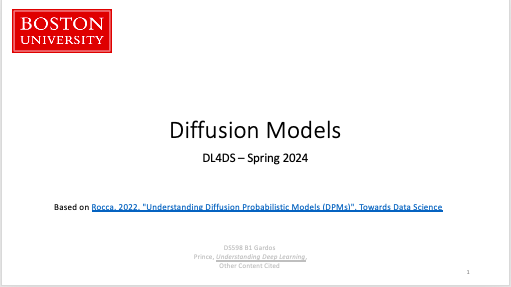 BOSTON
UNIVERSITY
Diffusion Models
DL4DS – Spring 2024
Based on Rocca, 2022, "Understanding Diffusion Probabilistic Models (DPMs)", Towards Data Science
DS598 B1 Gardos
Prince, Understanding Deep Learning,
Other Content Cited
1